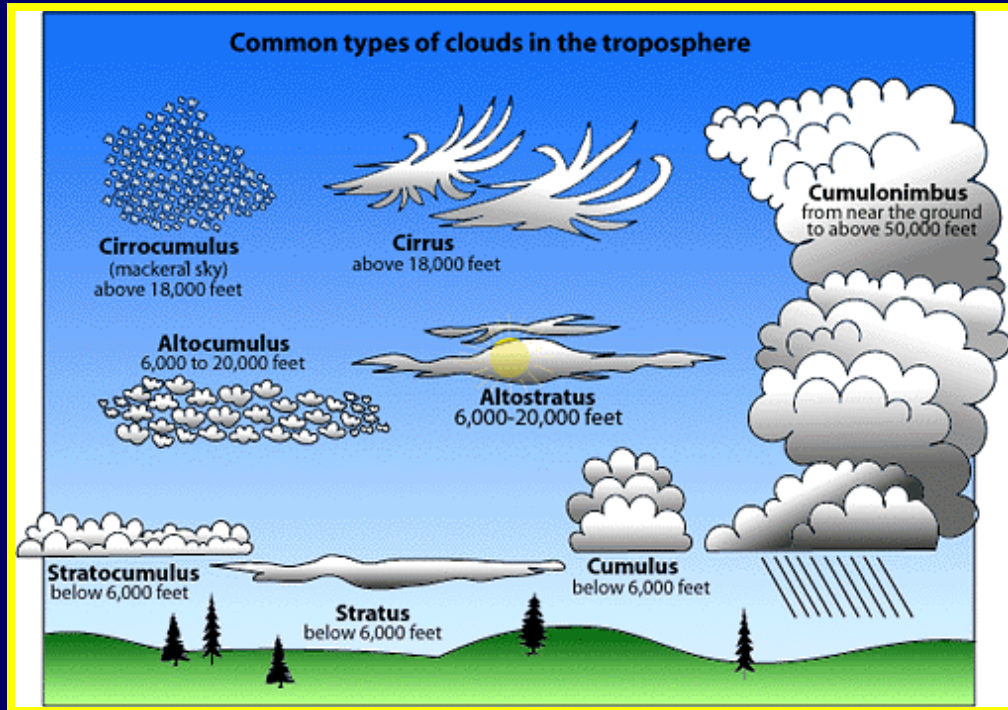 Common types of clouds in the troposphere
Cirrocumulus
(mackeral sky)
above 18,000 feet
Cirrus
above 18,000 feet
Cumulonimbus
from near the ground
to above 50,000 feet
Altocumulus
6,000 to 20,000 feet
Altostratus
6,000-20,000 feet
Stratocumulus
below 6,000 feet
Stratus
below 6,000 feet
Cumulus
below 6,000 feet